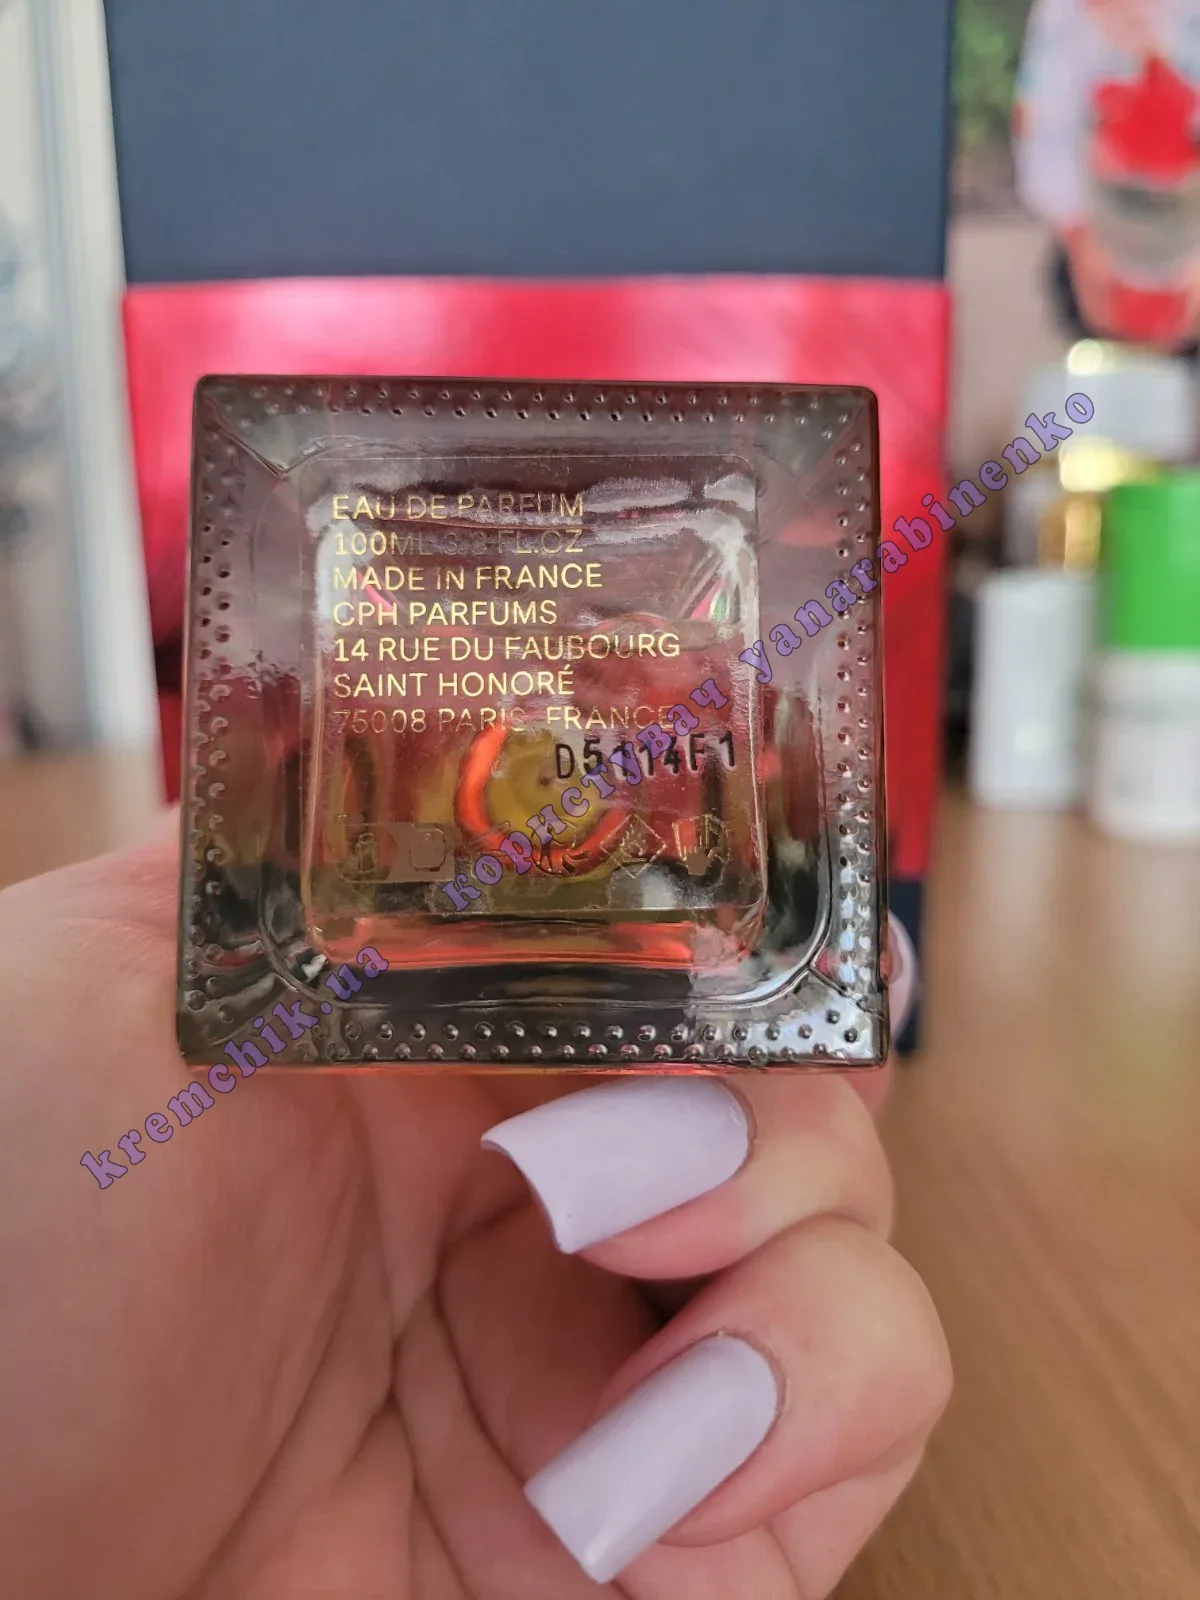 EAU DE PARFUM
100ML 3.3 FL.OZ
MADE IN FRANCE
CPH PARFUMS
14 RUE DU FAUBOURG
SAINT HONORÉ
75008 PARIS, FRANCE
D5114F1
kremchik.ua користувач yanarabinenko